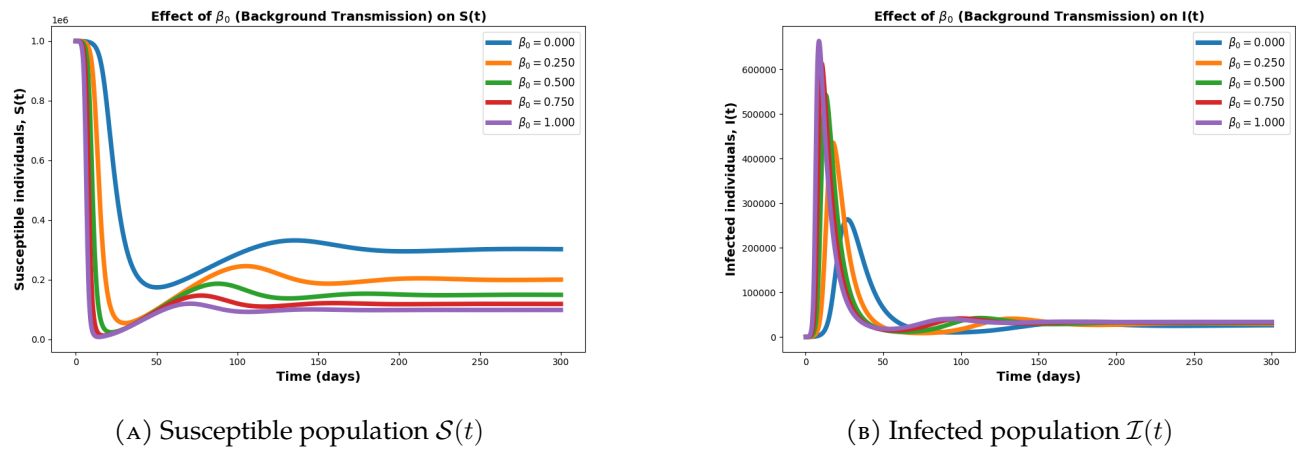 Effect of β₀ (Background Transmission) on S(t)
1e6
β₀ = 0.000
β₀ = 0.250
β₀ = 0.500
β₀ = 0.750
β₀ = 1.000
Susceptible individuals, S(t)
1.0
0.8
0.6
0.4
0.2
0.0
0 50 100 150 200 250 300
Time (days)
(A) Susceptible population 𝒮(t)
Effect of β₀ (Background Transmission) on I(t)
β₀ = 0.000
β₀ = 0.250
β₀ = 0.500
β₀ = 0.750
β₀ = 1.000
Infected individuals, I(t)
600000
500000
400000
300000
200000
100000
0
0 50 100 150 200 250 300
Time (days)
(B) Infected population ℐ(t)